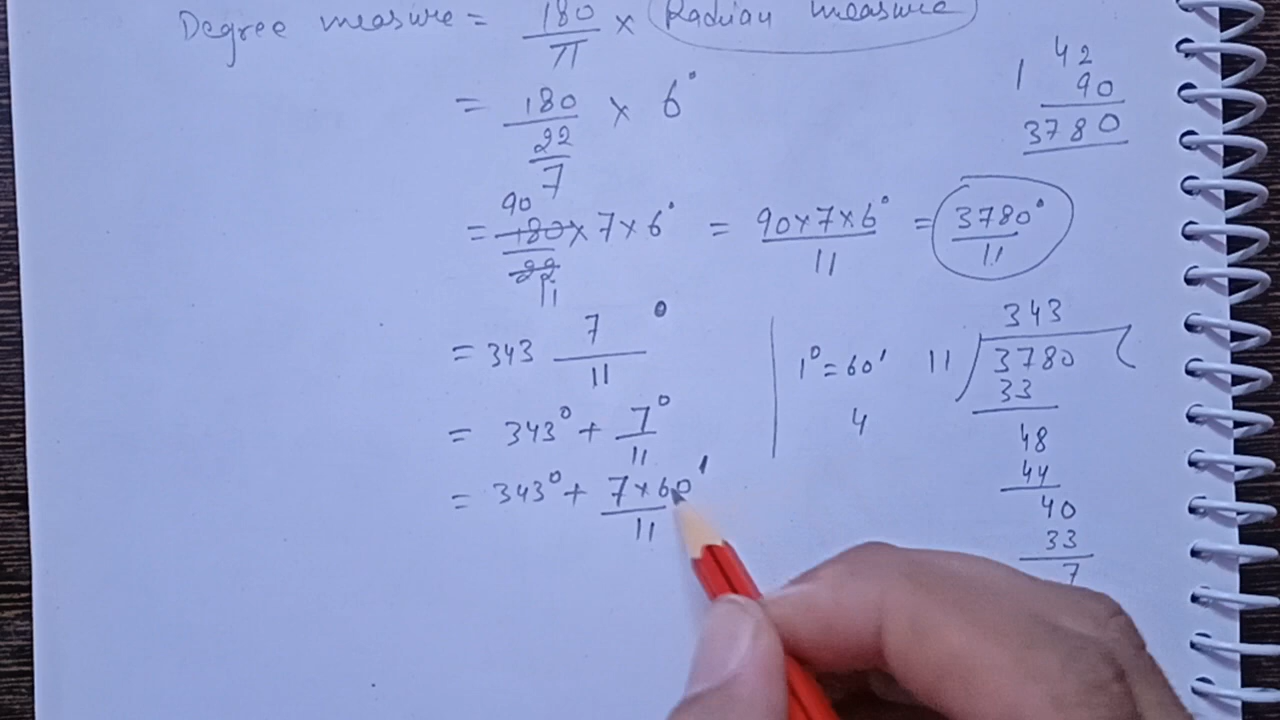 Degree measure = 180/π × Radian measure
= 180/(22/7) × 6°
90
= 180×7×6°/22 = 90×7×6°/11 = 3780°/11
11
= 343 7/11 °
= 343° + 7°/11
= 343° + 7×60'/11
1° = 60'
4
1 42
90
3780
343
11 3780
33
48
44
40
33
7